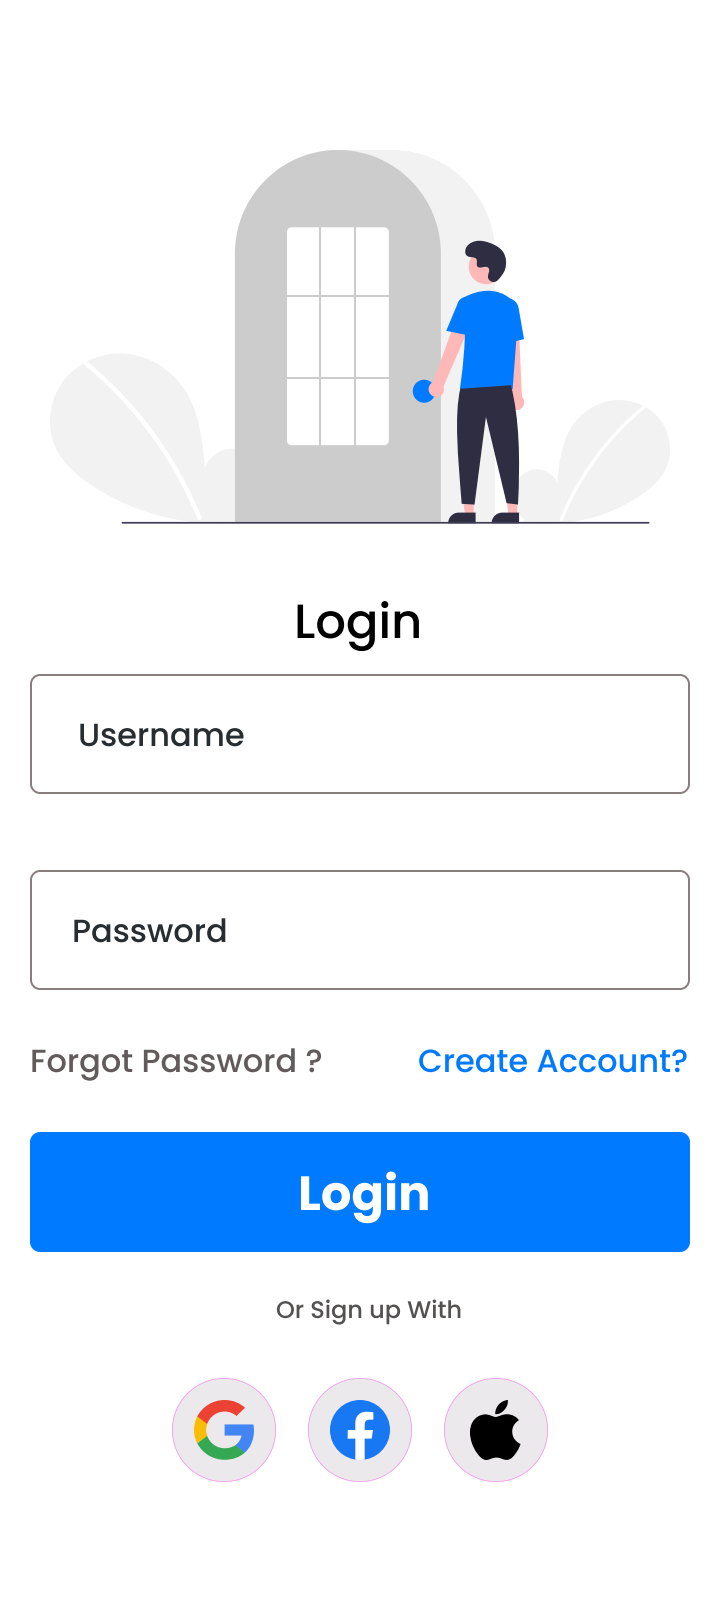 Login
Username
Password
Forgot Password ?
Create Account?
Login
Or Sign up With